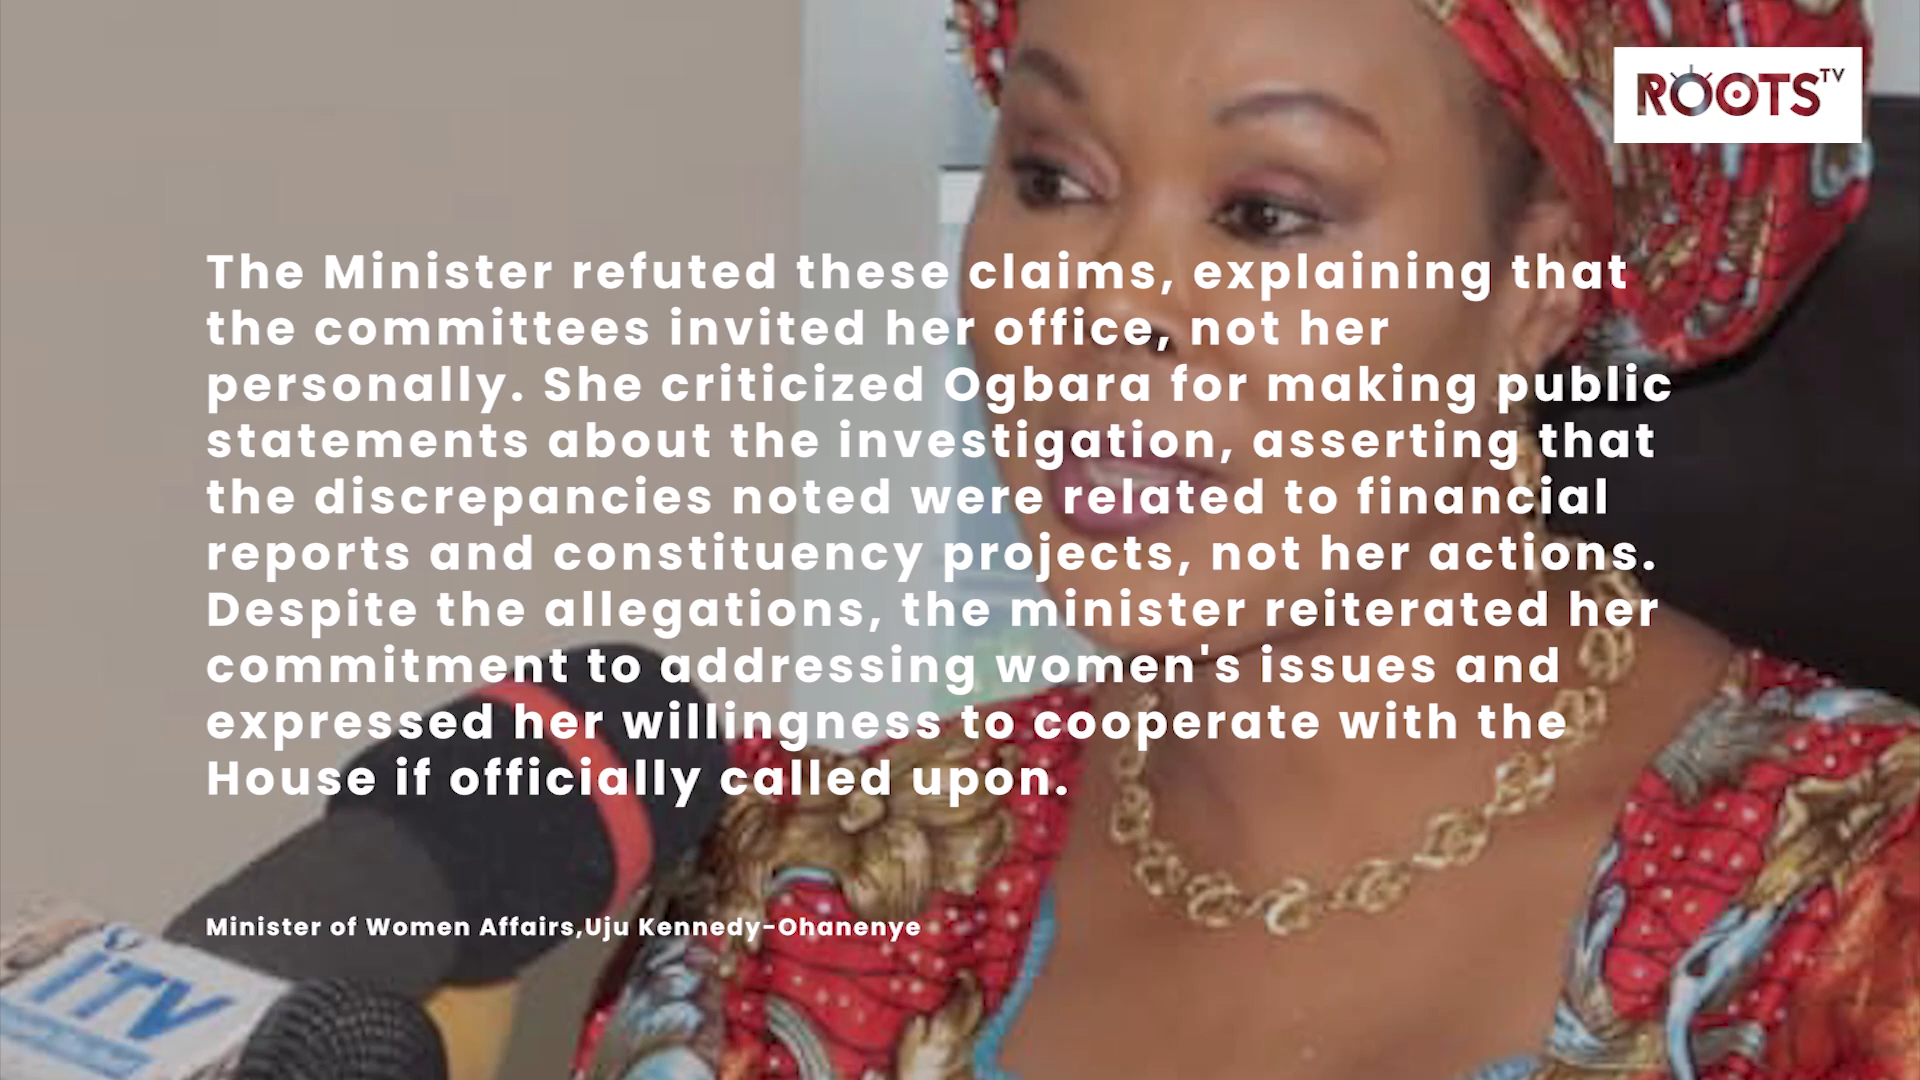 ROOTS TV
The Minister refuted these claims, explaining that
the committees invited her office, not her
personally. She criticized Ogbara for making public
statements about the investigation, asserting that
the discrepancies noted were related to financial
reports and constituency projects, not her actions.
Despite the allegations, the minister reiterated her
commitment to addressing women's issues and
expressed her willingness to cooperate with the
House if officially called upon.
Minister of Women Affairs,Uju Kennedy-Ohanenye
iTV